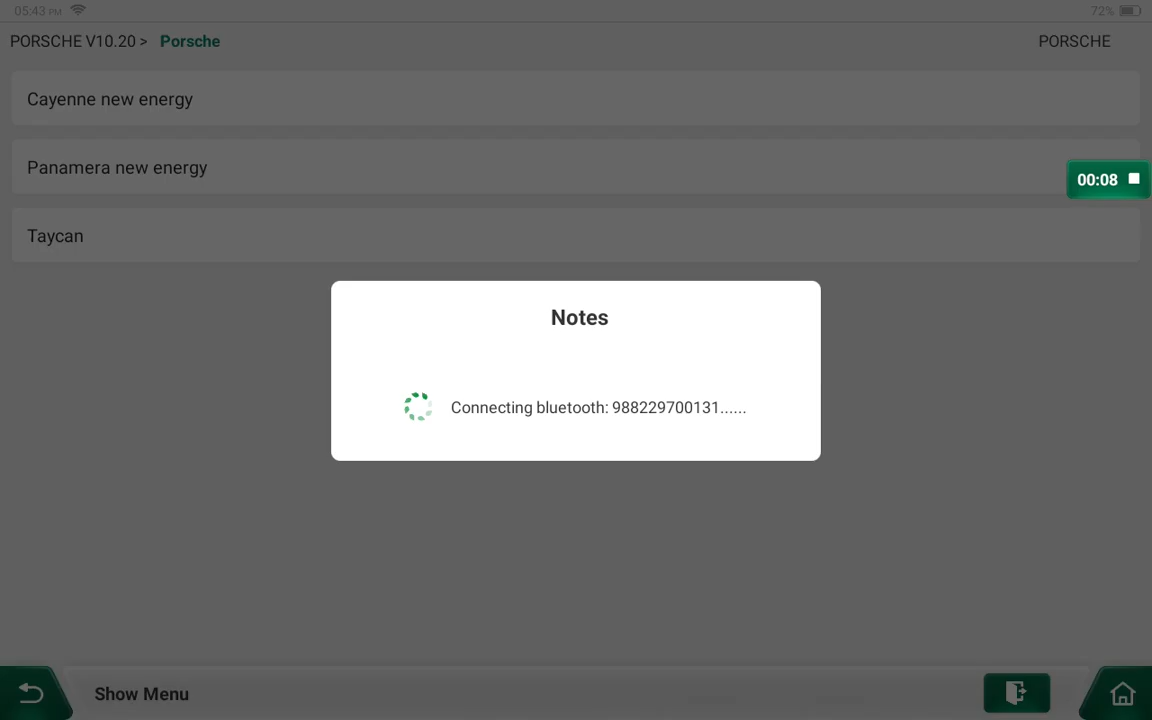 05:43 PM
72%
PORSCHE V10.20 > Porsche
PORSCHE
Cayenne new energy
Panamera new energy
00:08
Taycan
Notes
Connecting bluetooth: 988229700131......
Show Menu